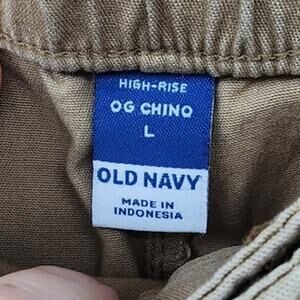 HIGH-RISE
OG CHINO
L
OLD NAVY
MADE IN
INDONESIA